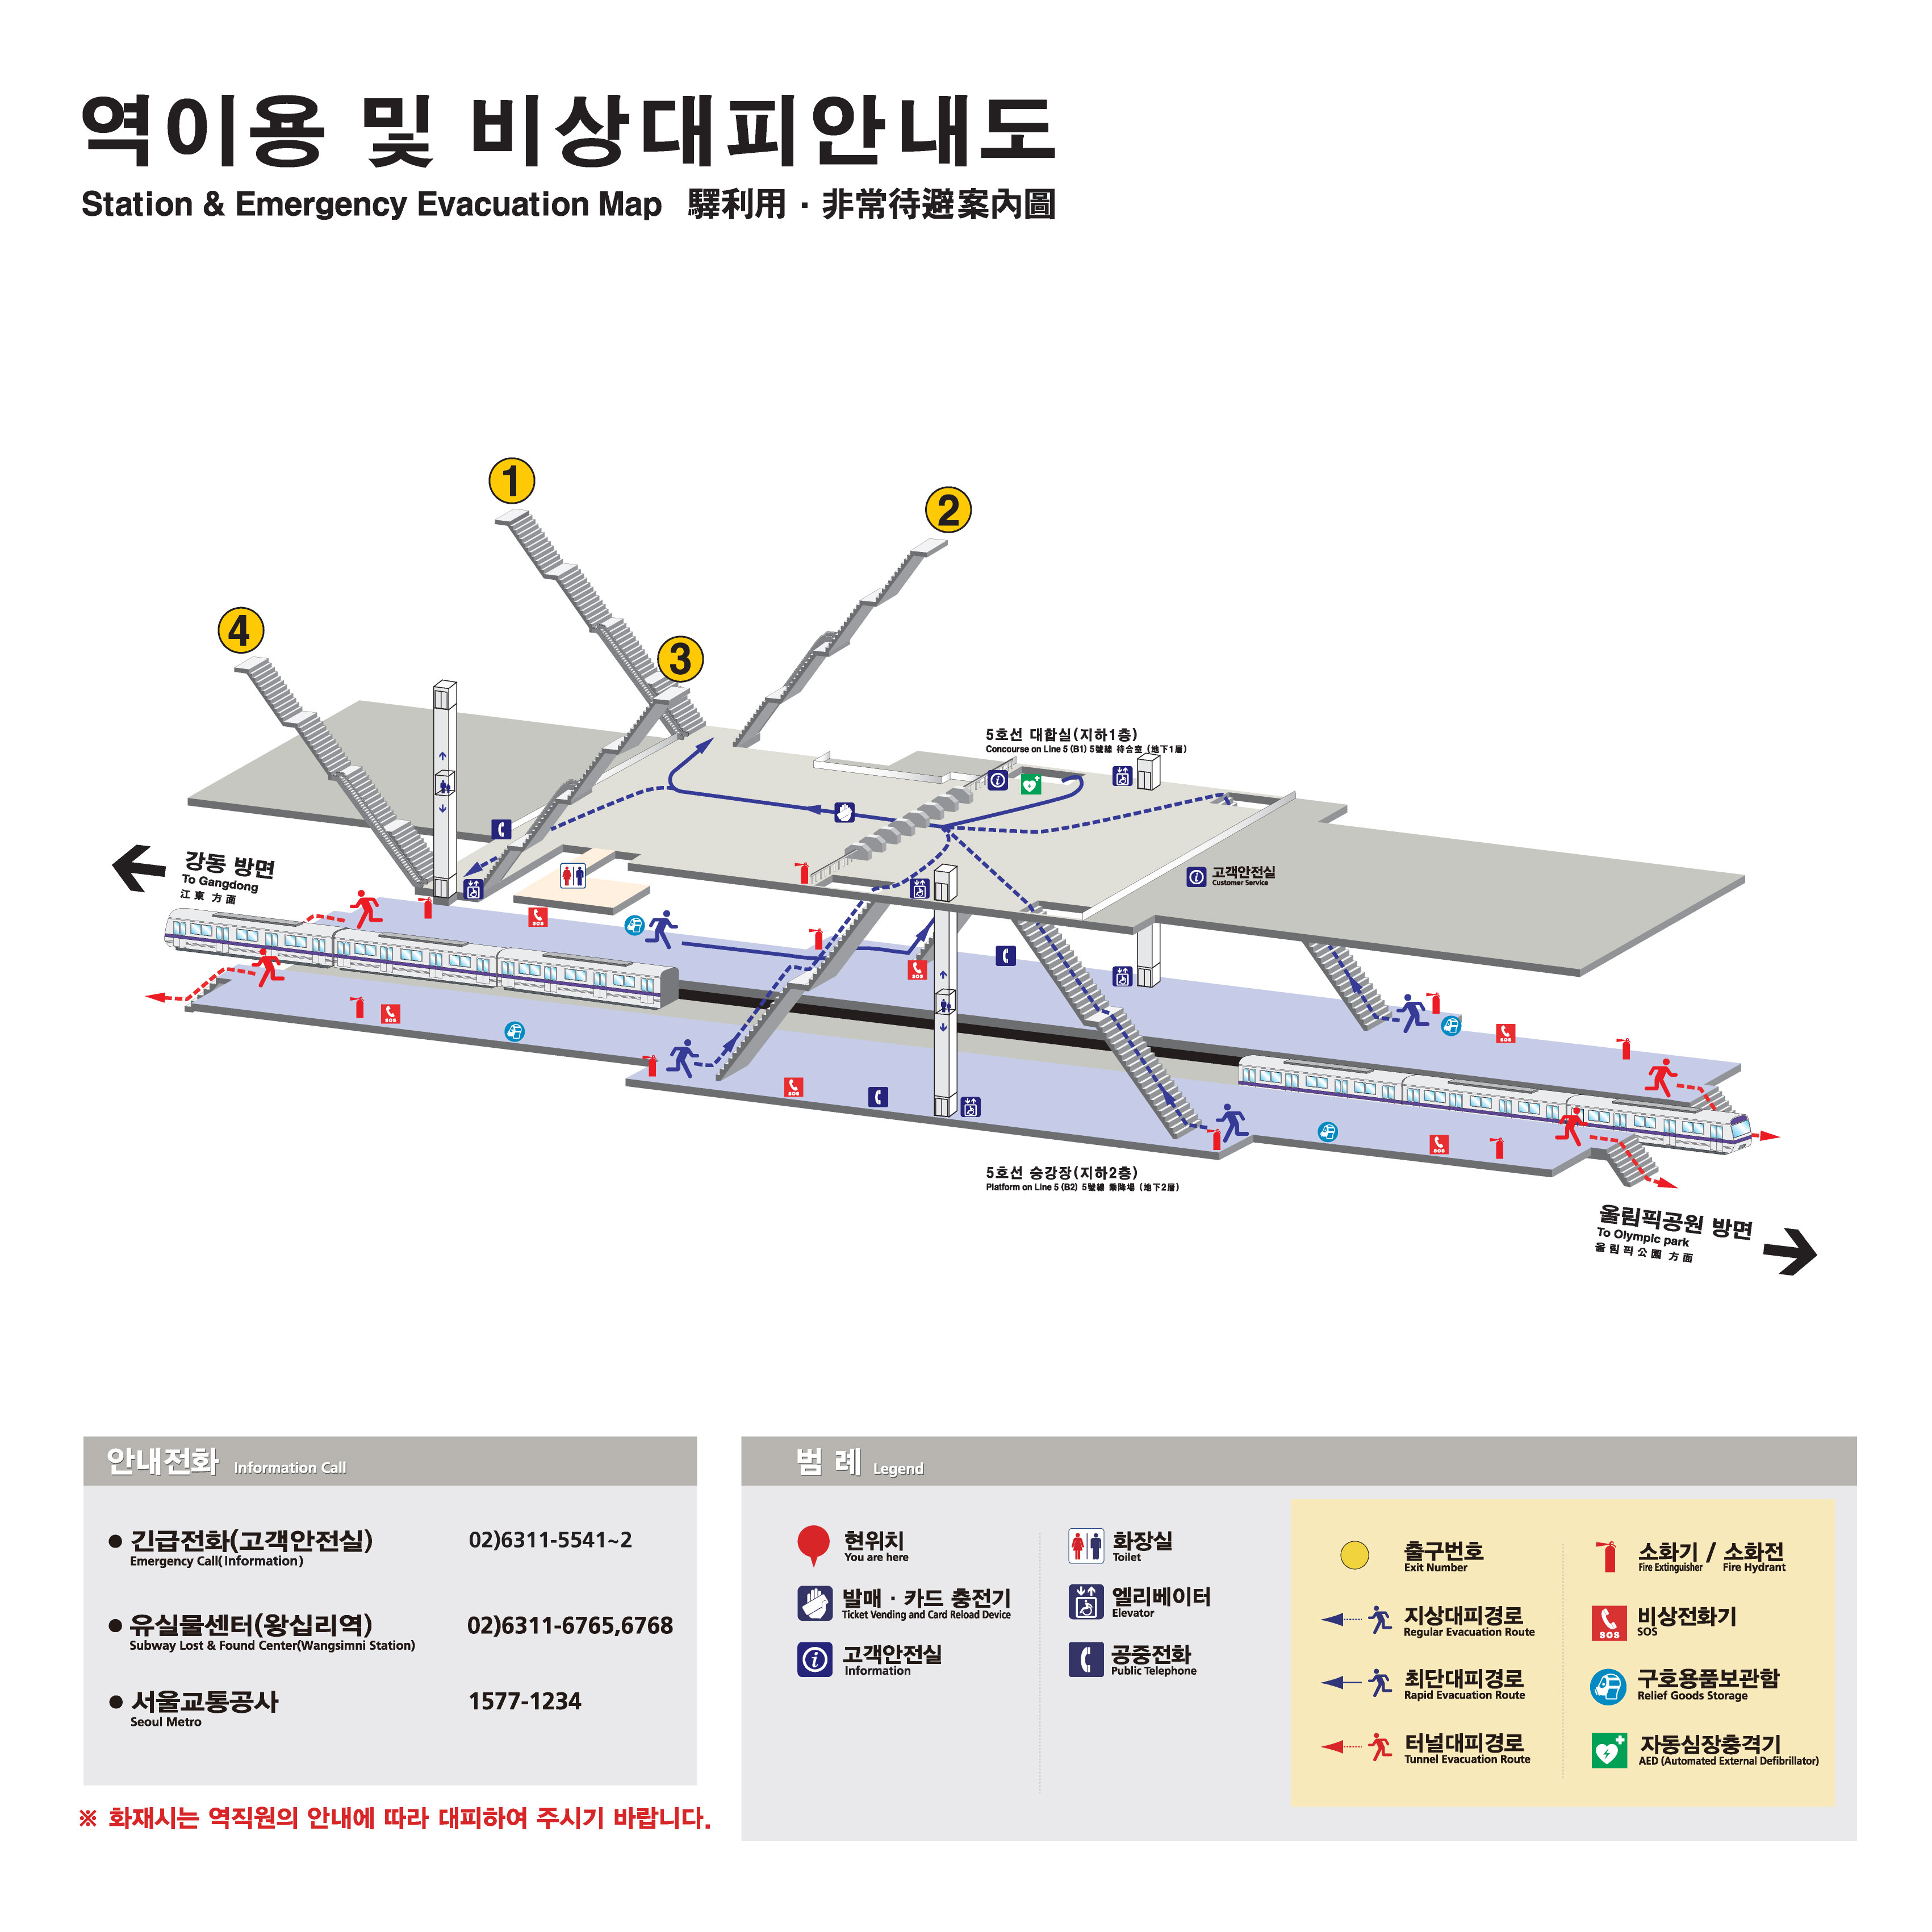 역이용 및 비상대피안내도
Station & Emergency Evacuation Map 驛利用 · 非常待避案內圖
1
2
4
3
5호선 대합실(지하1층)
Concourse on Line 5 (B1) 5號線 待合室 (地下1層)
강동 방면
To Gangdong
江東 方面
고객안전실
Customer Service
SOS
SOS
SOS
SOS
SOS
SOS
5호선 승강장(지하2층)
Platform on Line 5 (B2) 5號線 乘降場 (地下2層)
올림픽공원 방면
To Olympic park
올림픽公園 方面
안내전화 Information Call
긴급전화(고객안전실) 02)6311-5541~2
Emergency Call(Information)
유실물센터(왕십리역) 02)6311-6765,6768
Subway Lost & Found Center(Wangsimni Station)
서울교통공사 1577-1234
Seoul Metro
※ 화재시는 역직원의 안내에 따라 대피하여 주시기 바랍니다.
범 례 Legend
현위치
You are here
발매 · 카드 충전기
Ticket Vending and Card Reload Device
고객안전실
Information
화장실
Toilet
엘리베이터
Elevator
공중전화
Public Telephone
출구번호
Exit Number
지상대피경로
Regular Evacuation Route
최단대피경로
Rapid Evacuation Route
터널대피경로
Tunnel Evacuation Route
소화기 / 소화전
Fire Extinguisher Fire Hydrant
SOS
비상전화기
SOS
구호용품보관함
Relief Goods Storage
자동심장충격기
AED (Automated External Defibrillator)